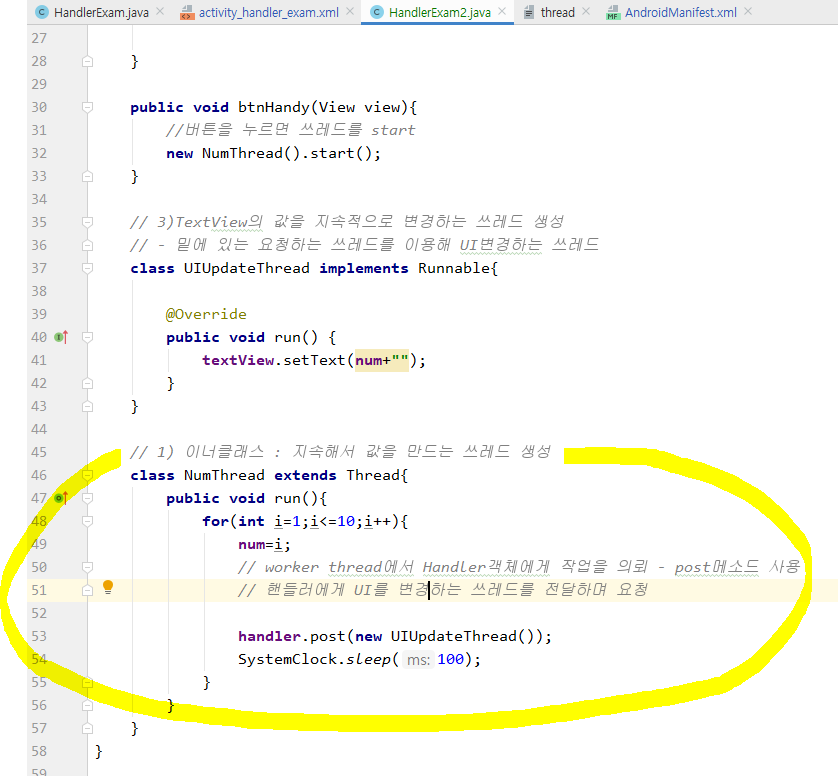 HandlerExam.java activity_handler_exam.xml HandlerExam2.java thread AndroidManifest.xml
27
28 }
29
30 public void btnHandy(View view){
31 //버튼을 누르면 쓰레드를 start
32 new NumThread().start();
33 }
34
35 // 3)TextView의 값을 지속적으로 변경하는 쓰레드 생성
36 // - 밑에 있는 요청하는 쓰레드를 이용해 UI변경하는 쓰레드
37 class UIUpdateThread implements Runnable{
38
39 @Override
40 public void run() {
41 textView.setText(num+"");
42 }
43 }
44
45 // 1) 이너클래스 : 지속해서 값을 만드는 쓰레드 생성
46 class NumThread extends Thread{
47 public void run(){
48 for(int i=1;i<=10;i++){
49 num=i;
50 // worker thread에서 Handler객체에게 작업을 의뢰 - post메소드 사용
51 // 핸들러에게 UI를 변경하는 쓰레드를 전달하며 요청
52
53 handler.post(new UIUpdateThread());
54 SystemClock.sleep( ms: 100);
55 }
56 }
57 }
58 }
59